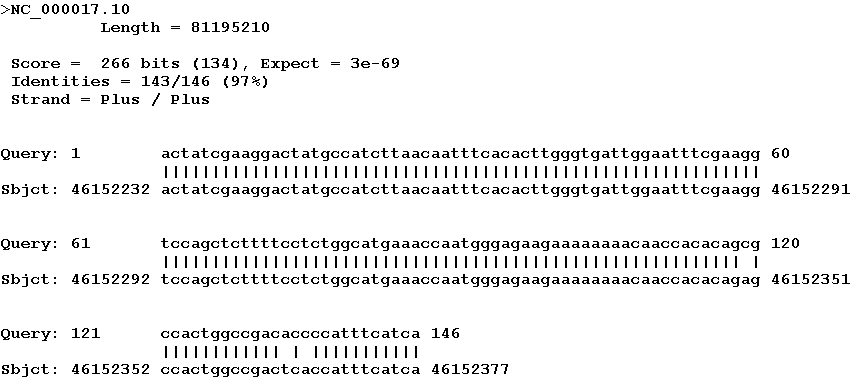 >NC_000017.10
Length = 81195210
Score = 266 bits (134), Expect = 3e-69
Identities = 143/146 (97%)
Strand = Plus / Plus
Query: 1 actatcgaaggactatgccatcttaacaatttcacacttgggtgattggaatttcgaagg 60
||||||||||||||||||||||||||||||||||||||||||||||||||||||||||||
Sbjct: 46152232 actatcgaaggactatgccatcttaacaatttcacacttgggtgattggaatttcgaagg 46152291
Query: 61 tccagctcttttcctctggcatgaaaccaatgggagaagaaaaaaaacaaccacacagcg 120
|||||||||||||||||||||||||||||||||||||||||||||||||||||||||| |
Sbjct: 46152292 tccagctcttttcctctggcatgaaaccaatgggagaagaaaaaaaacaaccacacagag 46152351
Query: 121 ccactggccgacaccccatttcatca 146
|||||||||||| | |||||||||||
Sbjct: 46152352 ccactggccgactcaccatttcatca 46152377